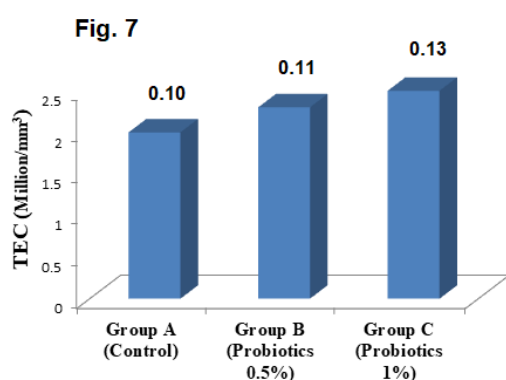 Fig. 7
0.10
0.11
0.13
TEC (Million/mm³)
2.5
2
1.5
1
0.5
0
Group A
(Control)
Group B
(Probiotics
0.5%)
Group C
(Probiotics
1%)